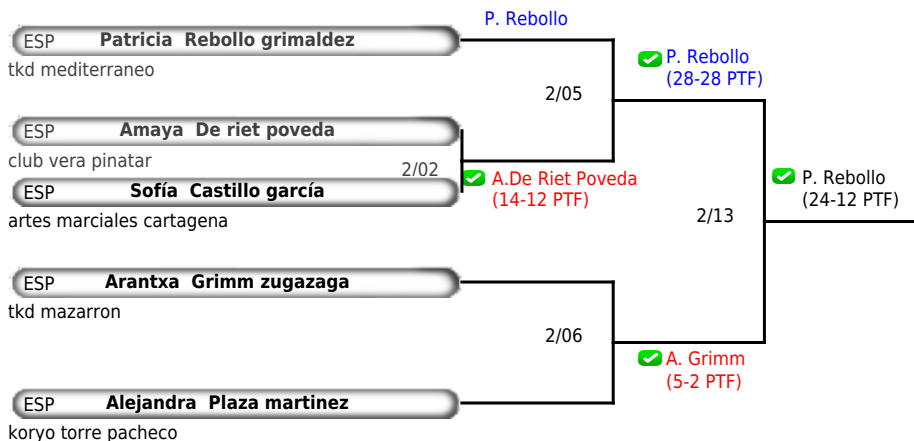 P. Rebollo
ESP Patricia Rebollo grimaldez
tkd mediterraneo
P. Rebollo
(28-28 PTF)
2/05
ESP Amaya De riet poveda
club vera pinatar
2/02
A.De Riet Poveda
(14-12 PTF)
ESP Sofía Castillo garcía
artes marciales cartagena
P. Rebollo
(24-12 PTF)
2/13
ESP Arantxa Grimm zugazaga
tkd mazarron
2/06
A. Grimm
(5-2 PTF)
ESP Alejandra Plaza martinez
koryo torre pacheco